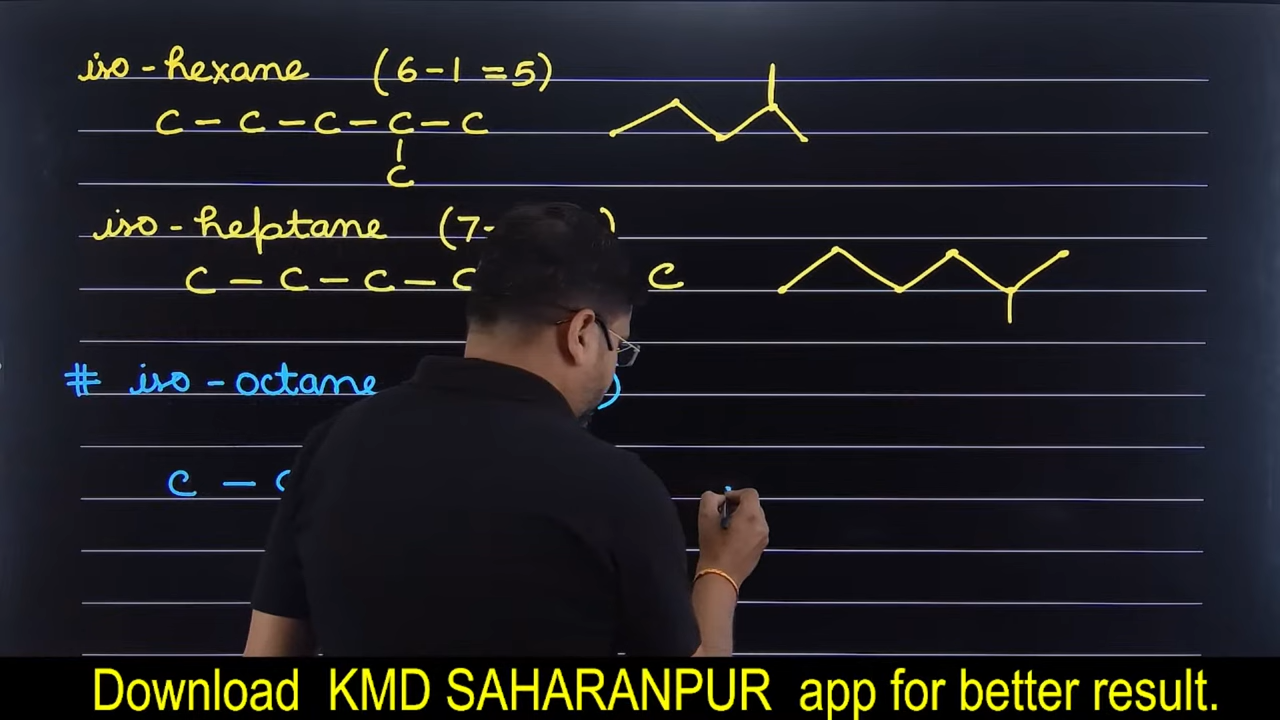 iso-hexane (6-1=5)
C-C-C-C-C
C
iso-heptane (7- )
C-C-C-C C
# iso-octane )
C-C
Download KMD SAHARANPUR app for better result.